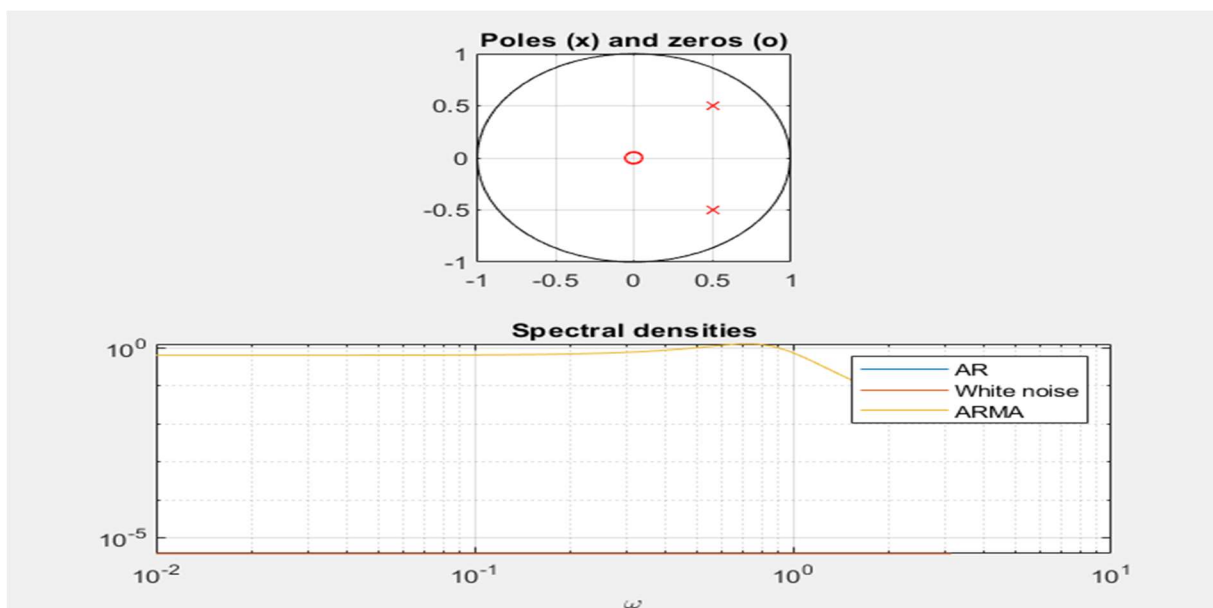 Poles (x) and zeros (o)
1
0.5
0
-0.5
-1
-1 -0.5 0 0.5 1
Spectral densities
10^0
10^-5
AR
White noise
ARMA
10^-2 10^-1 10^0 10^1
ω